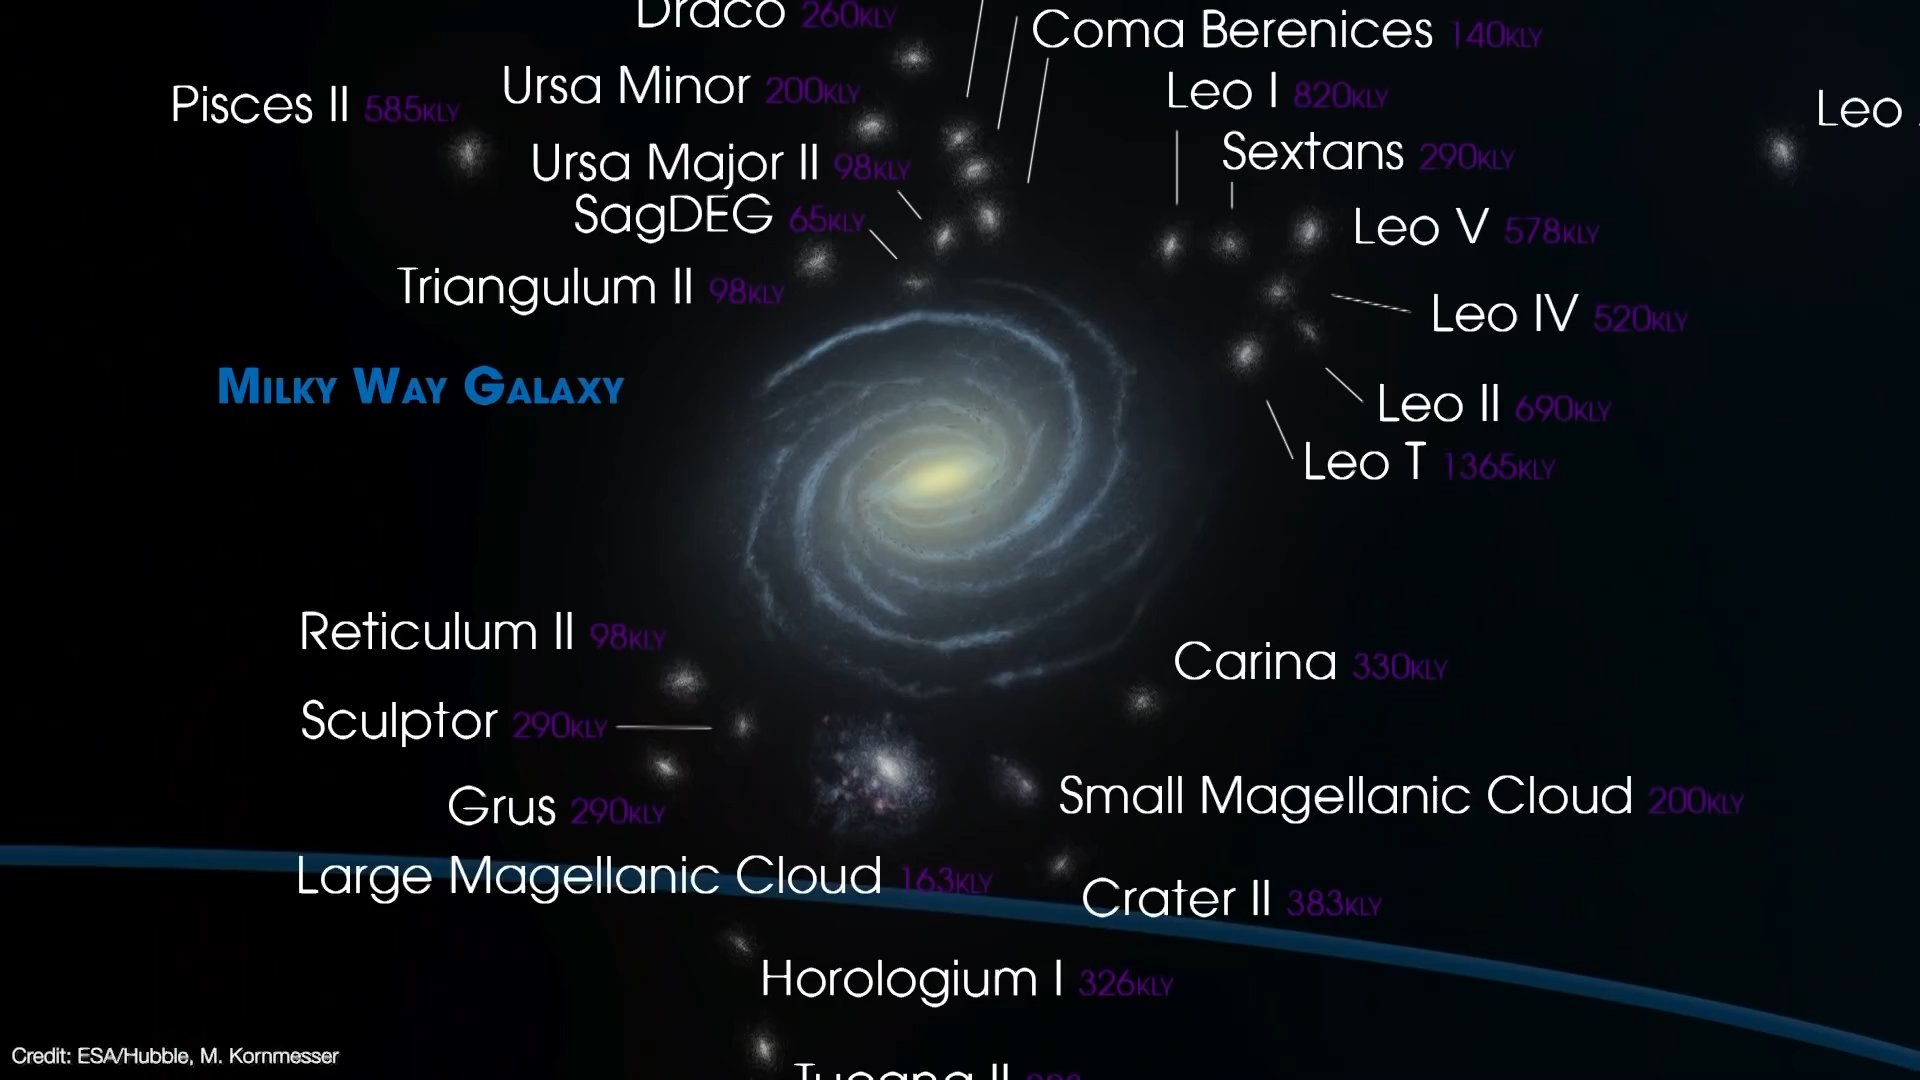 Draco 260KLY
Coma Berenices 140KLY
Ursa Minor 200KLY
Pisces II 585KLY
Leo I 820KLY
Leo
Sextans 290KLY
Ursa Major II 98KLY
SagDEG 65KLY
Leo V 578KLY
Triangulum II 98KLY
Leo IV 520KLY
MILKY WAY GALAXY
Leo II 690KLY
Leo T 1365KLY
Reticulum II 98KLY
Carina 330KLY
Sculptor 290KLY
Small Magellanic Cloud 200KLY
Grus 290KLY
Large Magellanic Cloud 163KLY
Crater II 383KLY
Horologium I 326KLY
Credit: ESA/Hubble, M. Kornmesser
Tucana II